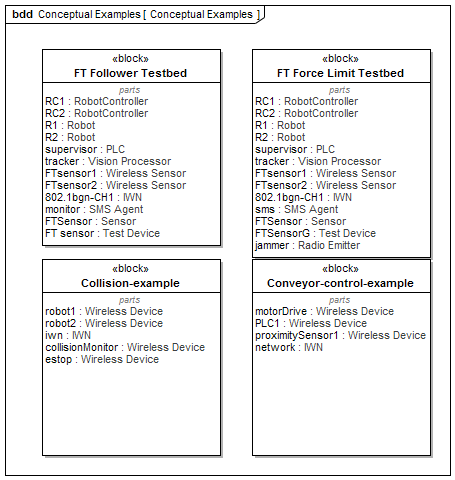 bdd Conceptual Examples [ Conceptual Examples ]
«block»
FT Follower Testbed
parts
RC1 : RobotController
RC2 : RobotController
R1 : Robot
R2 : Robot
supervisor : PLC
tracker : Vision Processor
FTsensor1 : Wireless Sensor
FTsensor2 : Wireless Sensor
802.1bgn-CH1 : IWN
monitor : SMS Agent
FTSensor : Sensor
FT sensor : Test Device
«block»
FT Force Limit Testbed
parts
RC1 : RobotController
RC2 : RobotController
R1 : Robot
R2 : Robot
supervisor : PLC
tracker : Vision Processor
FTsensor1 : Wireless Sensor
FTsensor2 : Wireless Sensor
802.1bgn-CH1 : IWN
sms : SMS Agent
FTSensor : Sensor
FTSensorG : Test Device
jammer : Radio Emitter
«block»
Collision-example
parts
robot1 : Wireless Device
robot2 : Wireless Device
iwn : IWN
collisionMonitor : Wireless Device
estop : Wireless Device
«block»
Conveyor-control-example
parts
motorDrive : Wireless Device
PLC1 : Wireless Device
proximitySensor1 : Wireless Device
network : IWN